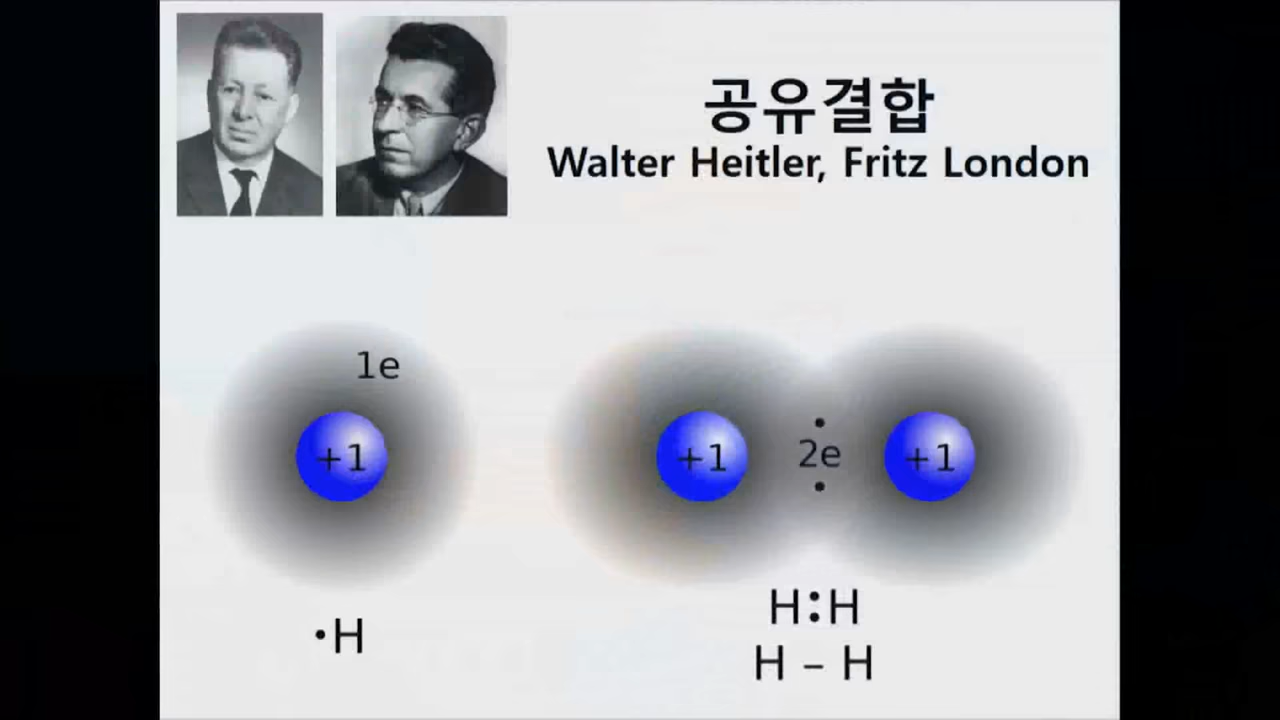 공유결합
Walter Heitler, Fritz London
1e
+1
+1
2e
+1
·H
H:H
H – H